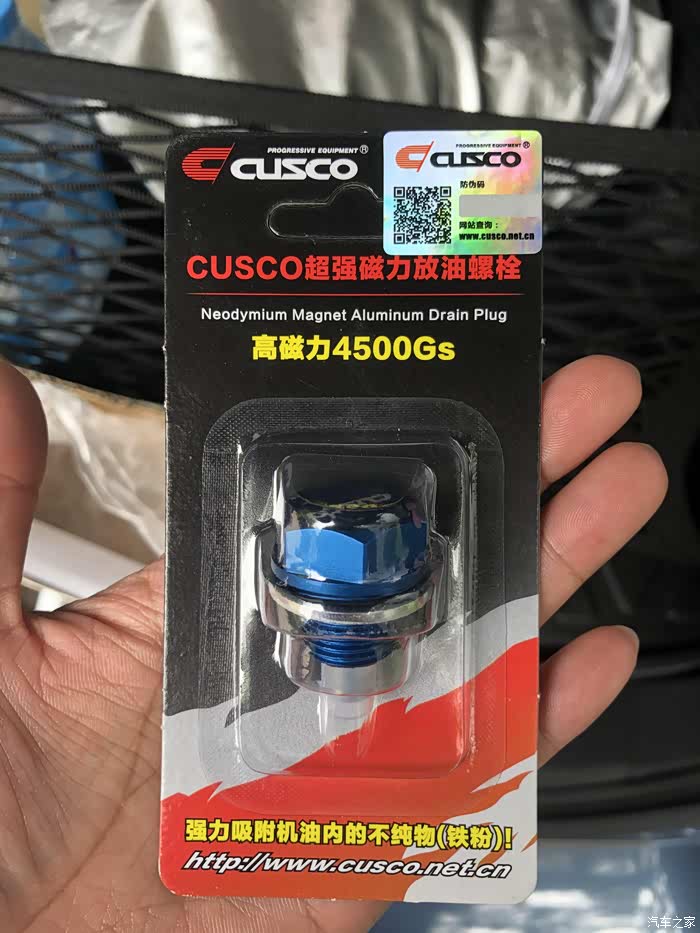 PROGRESSIVE EQUIPMENT®
CUSCO
PROGRESSIVE EQUIPMENT®
CUSCO
防伪码
网站查询：
www.cusco.net.cn
CUSCO超强磁力放油螺栓
Neodymium Magnet Aluminum Drain Plug
高磁力4500Gs
强力吸附机油内的不纯物(铁粉)!
http://www.cusco.net.cn
汽车之家